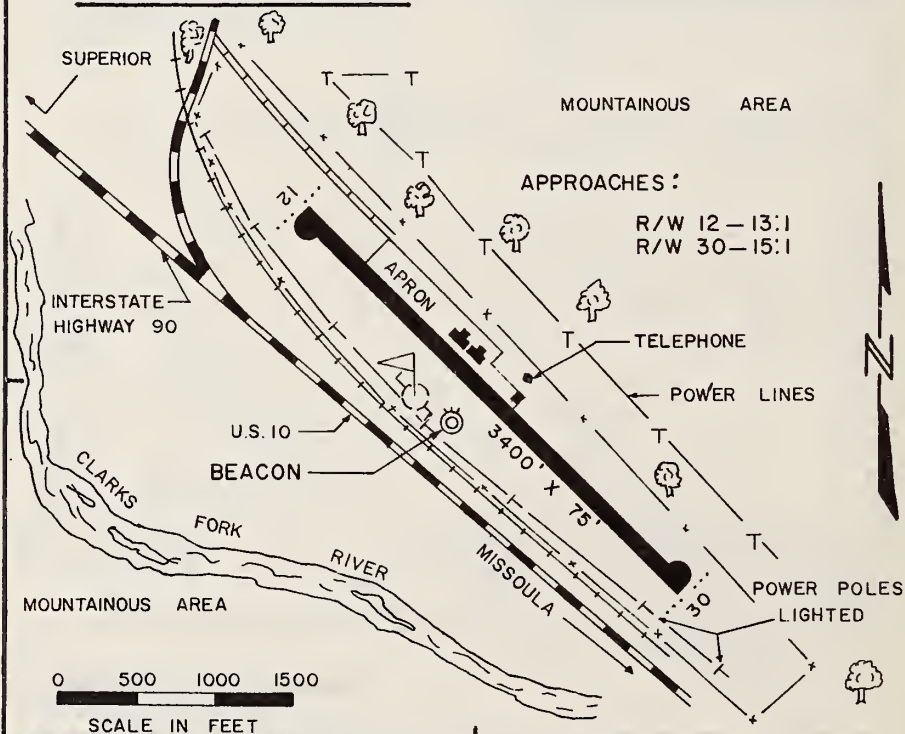 SUPERIOR
T
T
MOUNTAINOUS AREA
T
APPROACHES:
12
R/W 12–13:1
R/W 30–15:1
T
APRON
INTERSTATE
HIGHWAY 90
T
TELEPHONE
N
POWER LINES
U.S. 10
T
BEACON
3400' X 75'
CLARKS
FORK
RIVER
T
MISSOULA
MOUNTAINOUS AREA
30
POWER POLES
LIGHTED
T
0 500 1000 1500
SCALE IN FEET